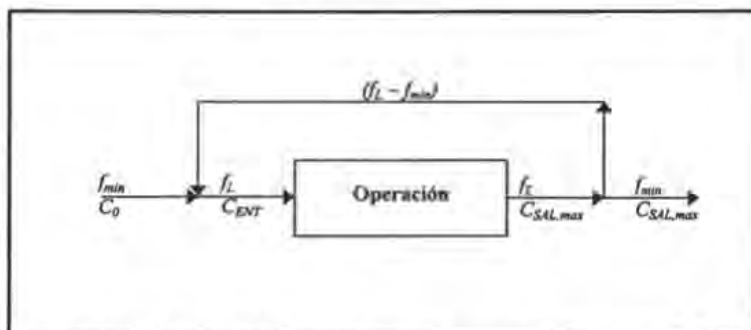 (f_L – f_min)
f_min f_L Operación f_L f_min
C_0 C_ENT C_SAL,max C_SAL,max